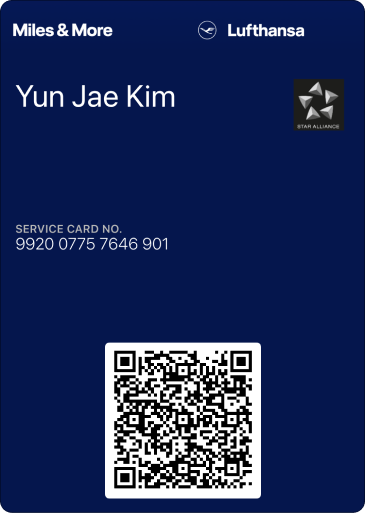 Miles & More
Lufthansa
Yun Jae Kim
STAR ALLIANCE
SERVICE CARD NO.
9920 0775 7646 901